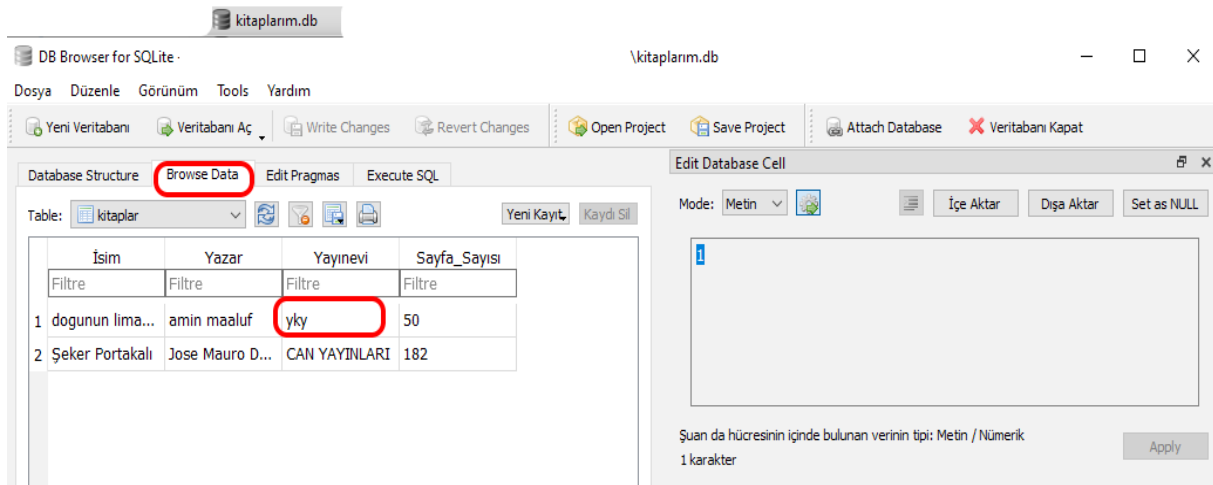 kitaplarım.db
DB Browser for SQLite - \kitaplarım.db
Dosya Düzenle Görünüm Tools Yardım
Yeni Veritabanı Veritabanı Aç Write Changes Revert Changes Open Project Save Project Attach Database Veritabanı Kapat
Database Structure Browse Data Edit Pragmas Execute SQL
Table: kitaplar Yeni Kayıt Kaydı Sil
İsim Yazar Yayınevi Sayfa_Sayısı
Filtre Filtre Filtre Filtre
1 dogunun lima... amin maaluf yky 50
2 Şeker Portakalı Jose Mauro D... CAN YAYINLARI 182
Edit Database Cell
Mode: Metin İçe Aktar Dışa Aktar Set as NULL
1
Şuan da hücresinin içinde bulunan verinin tipi: Metin / Nümerik
1 karakter
Apply